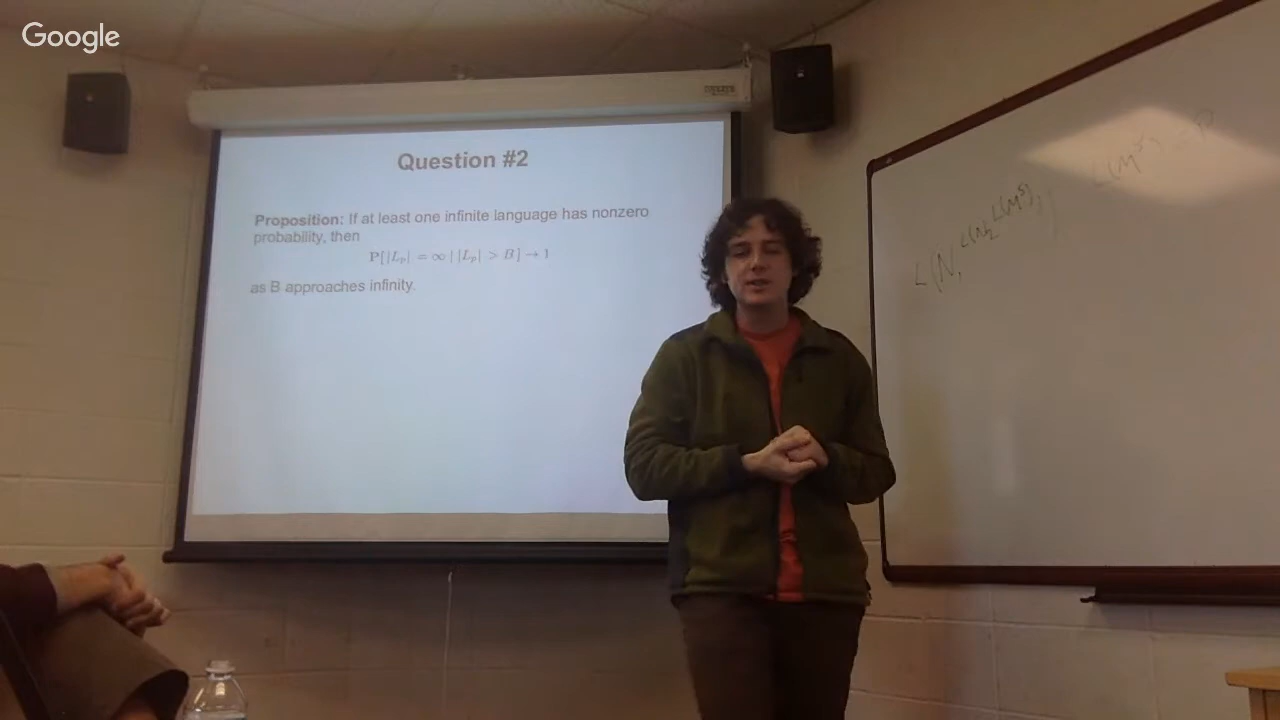 Google
Question #2
Proposition: If at least one infinite language has nonzero
probability, then
P[|L_p| = ∞ | |L_p| > B] → 1
as B approaches infinity.